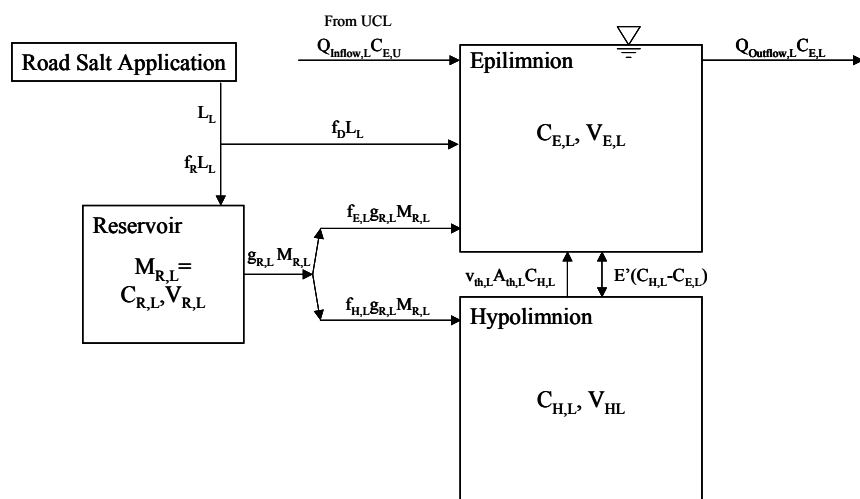 From UCL
Q_Inflow,L C_E,U
Road Salt Application
Epilimnion
Q_Outflow,L C_E,L
L_L
f_D L_L
C_E,L, V_E,L
f_R L_L
Reservoir
f_E,L g_R,L M_R,L
M_R,L=
C_R,L,V_R,L
g_R,L M_R,L
v_th,L A_th,L C_H,L
E’(C_H,L-C_E,L)
f_H,L g_R,L M_R,L
Hypolimnion
C_H,L, V_HL